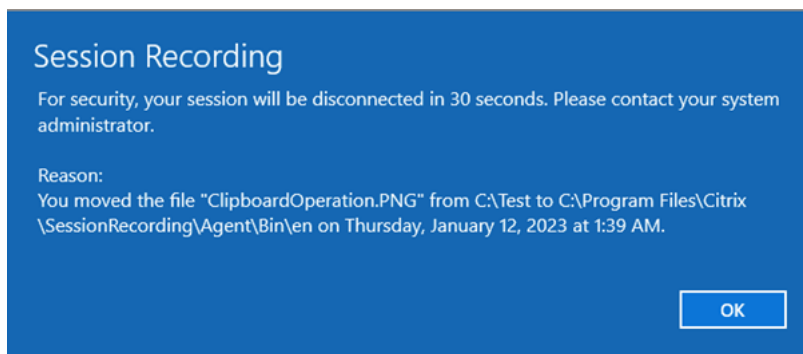 Session Recording
For security, your session will be disconnected in 30 seconds. Please contact your system
administrator.
Reason:
You moved the file "ClipboardOperation.PNG" from C:\Test to C:\Program Files\Citrix
\SessionRecording\Agent\Bin\en on Thursday, January 12, 2023 at 1:39 AM.
OK